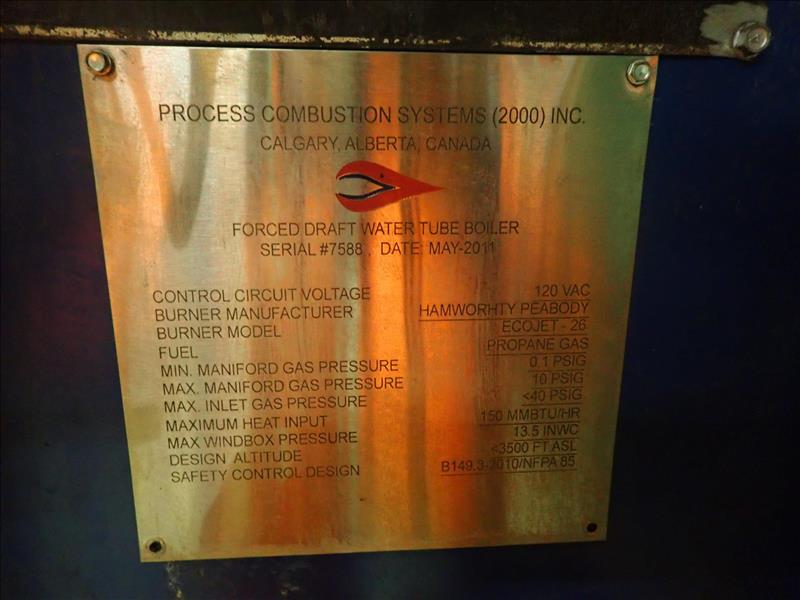 PROCESS COMBUSTION SYSTEMS (2000) INC.
CALGARY, ALBERTA, CANADA
FORCED DRAFT WATER TUBE BOILER
SERIAL #7588 , DATE: MAY-2011
CONTROL CIRCUIT VOLTAGE 120 VAC
BURNER MANUFACTURER HAMWORHTY PEABODY
BURNER MODEL ECOJET - 26
FUEL PROPANE GAS
MIN. MANIFORD GAS PRESSURE 0.1 PSIG
MAX. MANIFORD GAS PRESSURE 10 PSIG
MAX. INLET GAS PRESSURE <40 PSIG
MAXIMUM HEAT INPUT 150 MMBTU/HR
MAX WINDBOX PRESSURE 13.5 INWC
DESIGN ALTITUDE <3500 FT.ASL
SAFETY CONTROL DESIGN B149.3-2010/NFPA 85